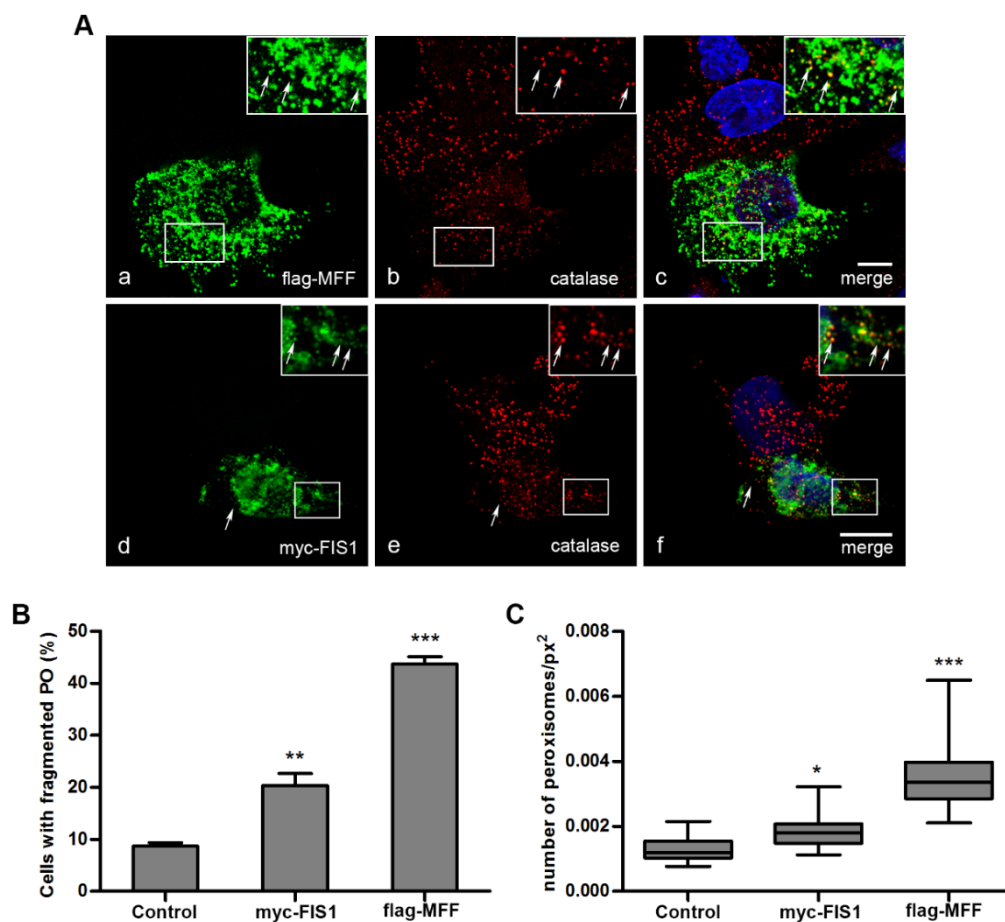 A
a flag-MFF
b catalase
c merge
d myc-FIS1
e catalase
f merge
B
Cells with fragmented PO (%)
50
40
30
20
10
0
**
***
Control myc-FIS1 flag-MFF
C
number of peroxisomes/px²
0.008
0.006
0.004
0.002
0.000
*
***
Control myc-FIS1 flag-MFF